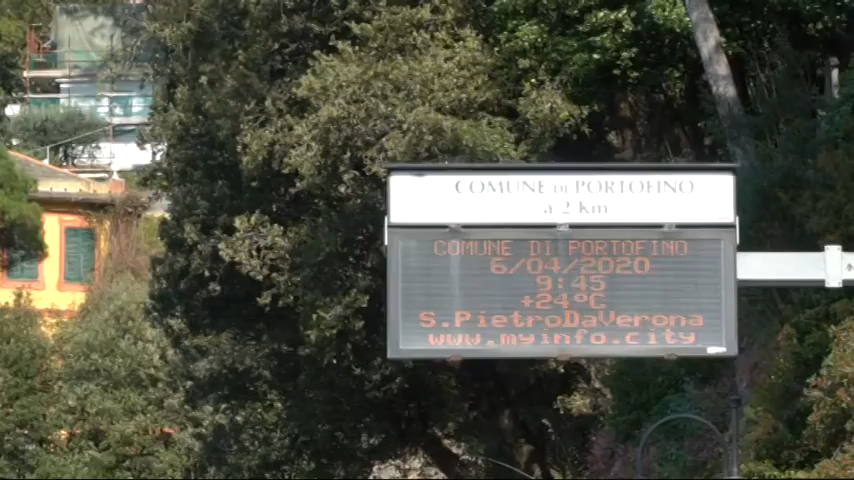 COMUNE DI PORTOFINO
a 2 Km
COMUNE DI PORTOFINO
6/04/2020
9:45
+24°C
S.PietroDaVerona
www.myinfo.city